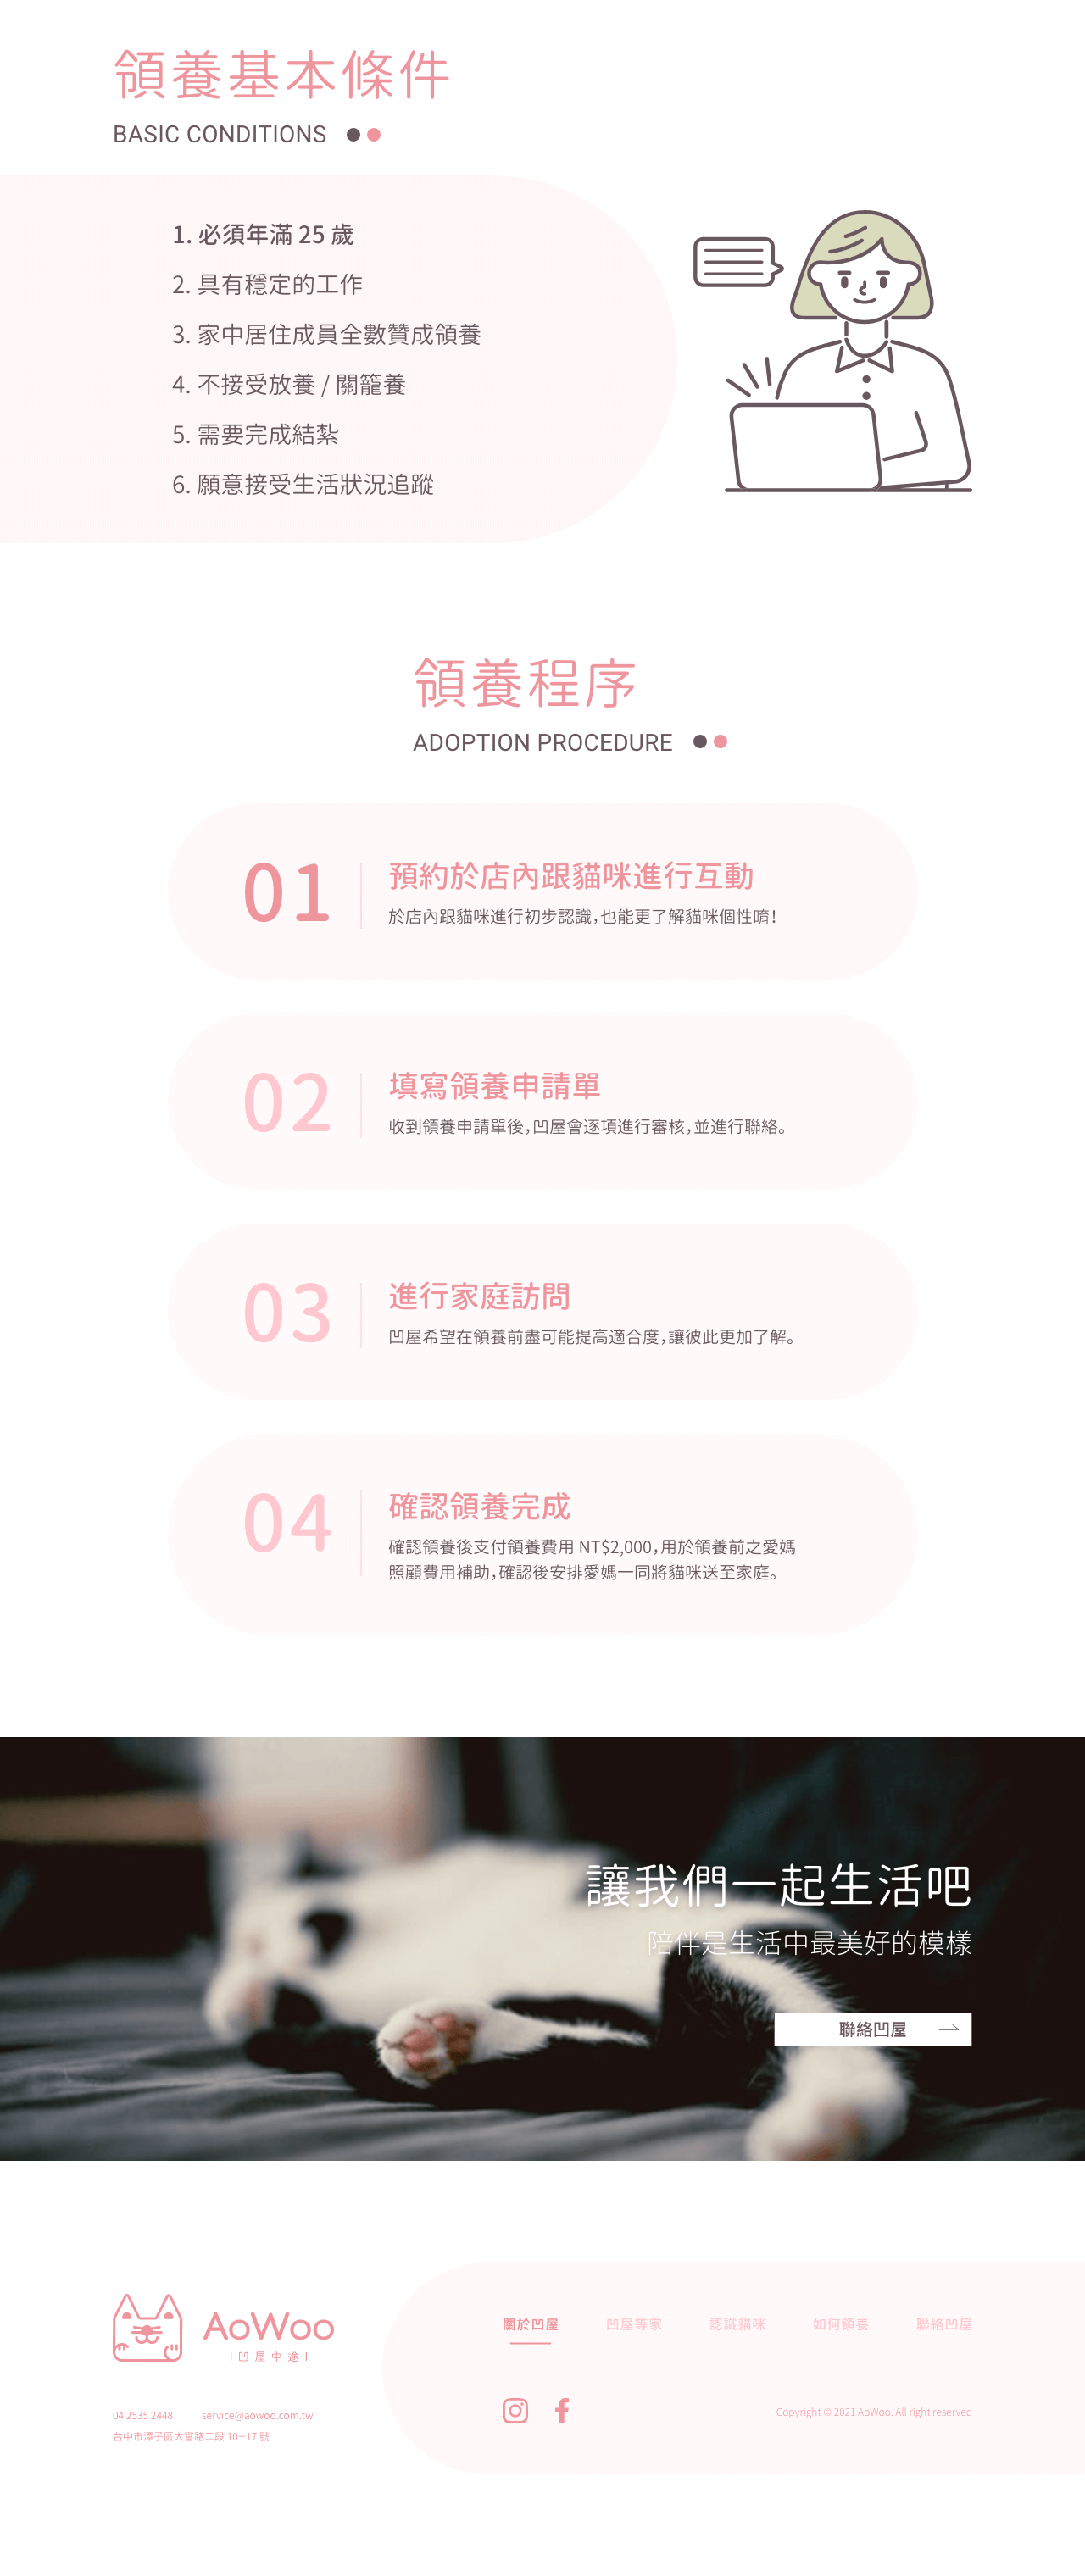 領養基本條件
BASIC CONDITIONS
1. 必須年滿 25 歲
2. 具有穩定的工作
3. 家中居住成員全數贊成領養
4. 不接受放養 / 關籠養
5. 需要完成結紮
6. 願意接受生活狀況追蹤
領養程序
ADOPTION PROCEDURE
01
預約於店內跟貓咪進行互動
於店內跟貓咪進行初步認識，也能更了解貓咪個性唷！
02
填寫領養申請單
收到領養申請單後，凹屋會逐項進行審核，並進行聯絡。
03
進行家庭訪問
凹屋希望在領養前盡可能提高適合度，讓彼此更加了解。
04
確認領養完成
確認領養後支付領養費用 NT$2,000，用於領養前之愛媽
照顧費用補助，確認後安排愛媽一同將貓咪送至家庭。
讓我們一起生活吧
陪伴是生活中最美好的模樣
聯絡凹屋
AoWoo
凹屋中途
04 2535 2448 service@aowoo.com.tw
台中市潭子區大富路二段 10−17 號
關於凹屋 凹屋等家 認識貓咪 如何領養 聯絡凹屋
Copyright © 2021 AoWoo. All right reserved